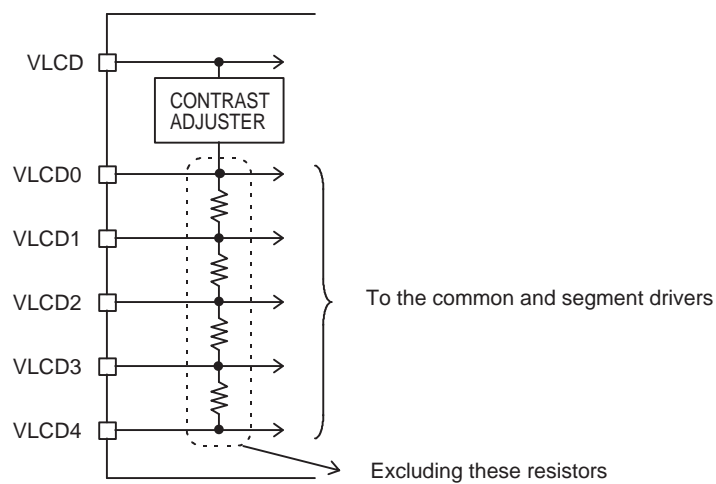 VLCD
CONTRAST
ADJUSTER
VLCD0
VLCD1
VLCD2
To the common and segment drivers
VLCD3
VLCD4
Excluding these resistors